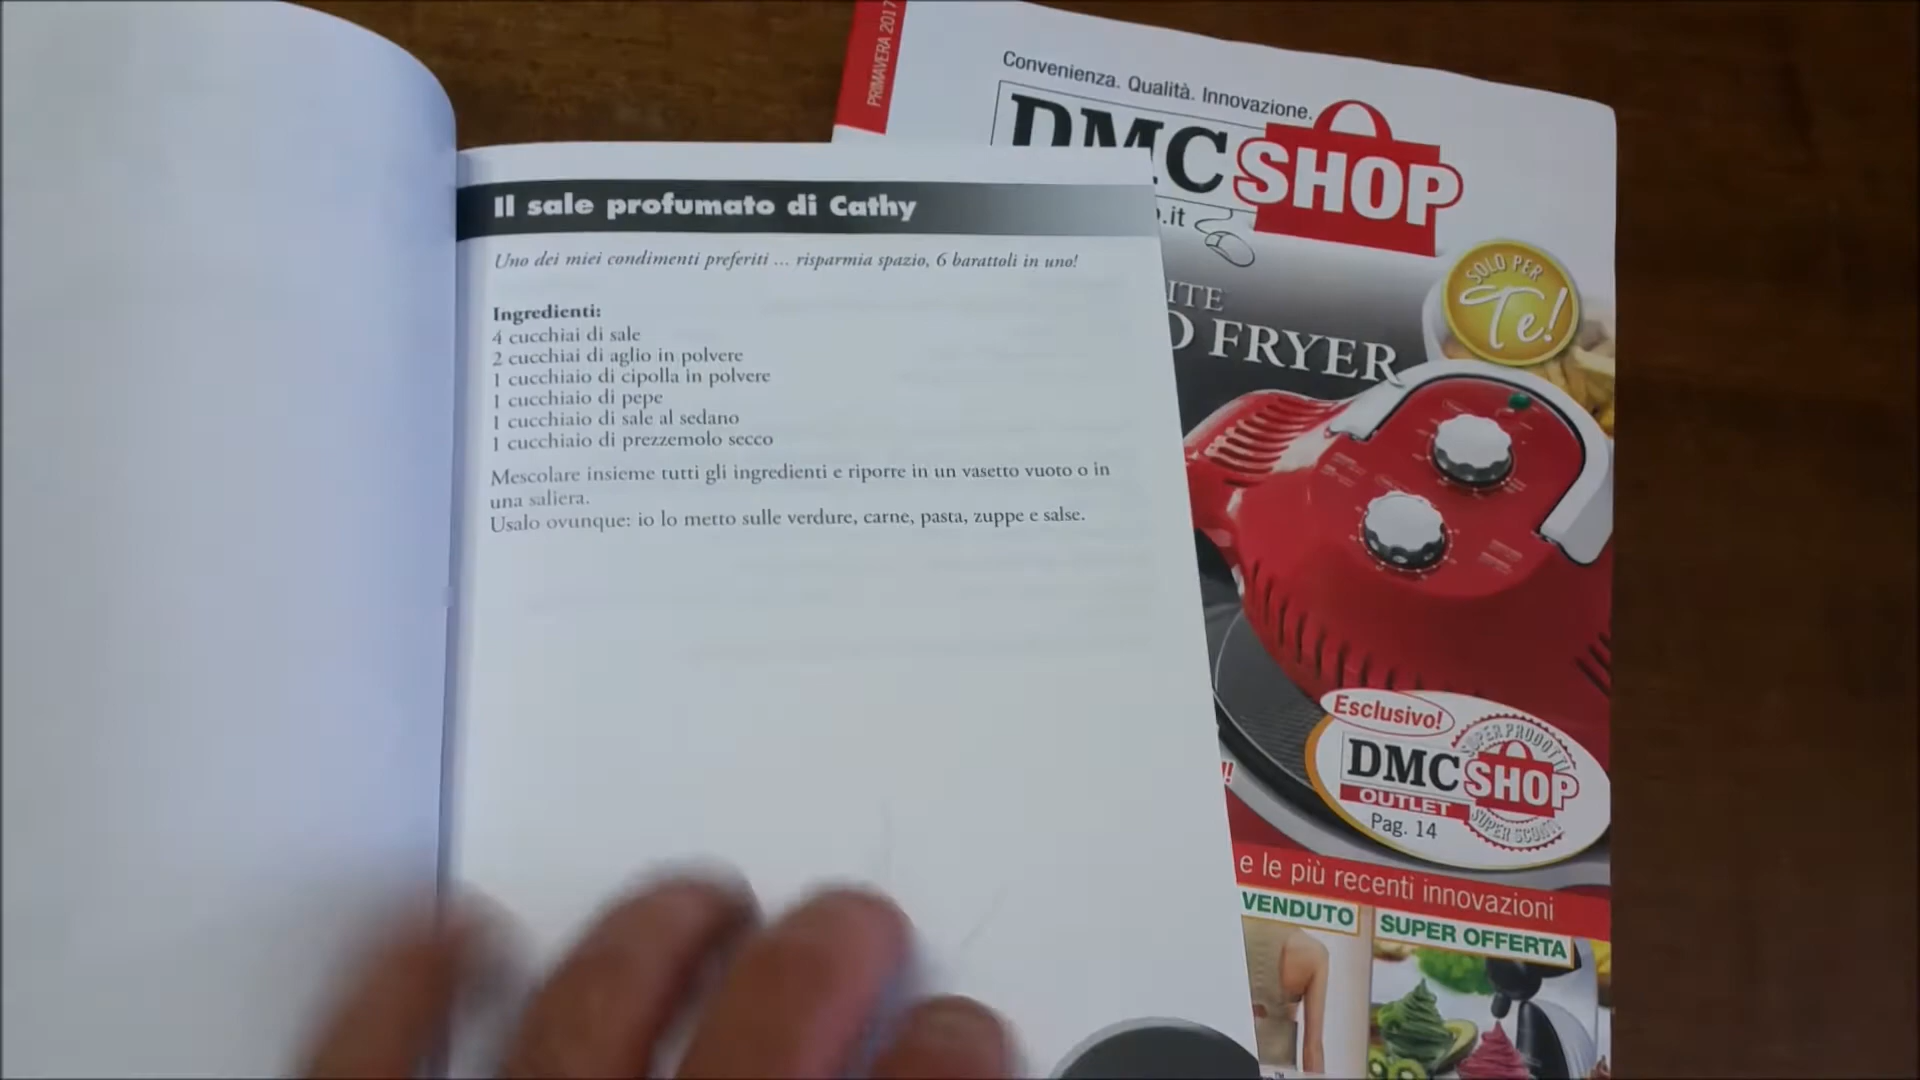 Il sale profumato di Cathy
Uno dei miei condimenti preferiti ... risparmia spazio, 6 barattoli in uno!
Ingredienti:
4 cucchiai di sale
2 cucchiai di aglio in polvere
1 cucchiaio di cipolla in polvere
1 cucchiaio di pepe
1 cucchiaio di sale al sedano
1 cucchiaio di prezzemolo secco
Mescolare insieme tutti gli ingredienti e riporre in un vasetto vuoto o in
una saliera.
Usalo ovunque: io lo metto sulle verdure, carne, pasta, zuppe e salse.
PRIMAVERA 2017
Convenienza. Qualità. Innovazione.
DMC SHOP
.it
SOLO PER
Te!
FRYER
Esclusivo!
DMC SHOP
OUTLET
Pag. 14
SUPER PRODOTTI
SUPER SCONTI
e le più recenti innovazioni
VENDUTO
SUPER OFFERTA